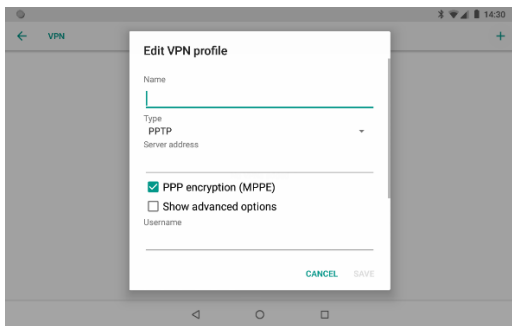 14:30
VPN
+
Edit VPN profile
Name
Type
PPTP
Server address
PPP encryption (MPPE)
Show advanced options
Username
CANCEL SAVE